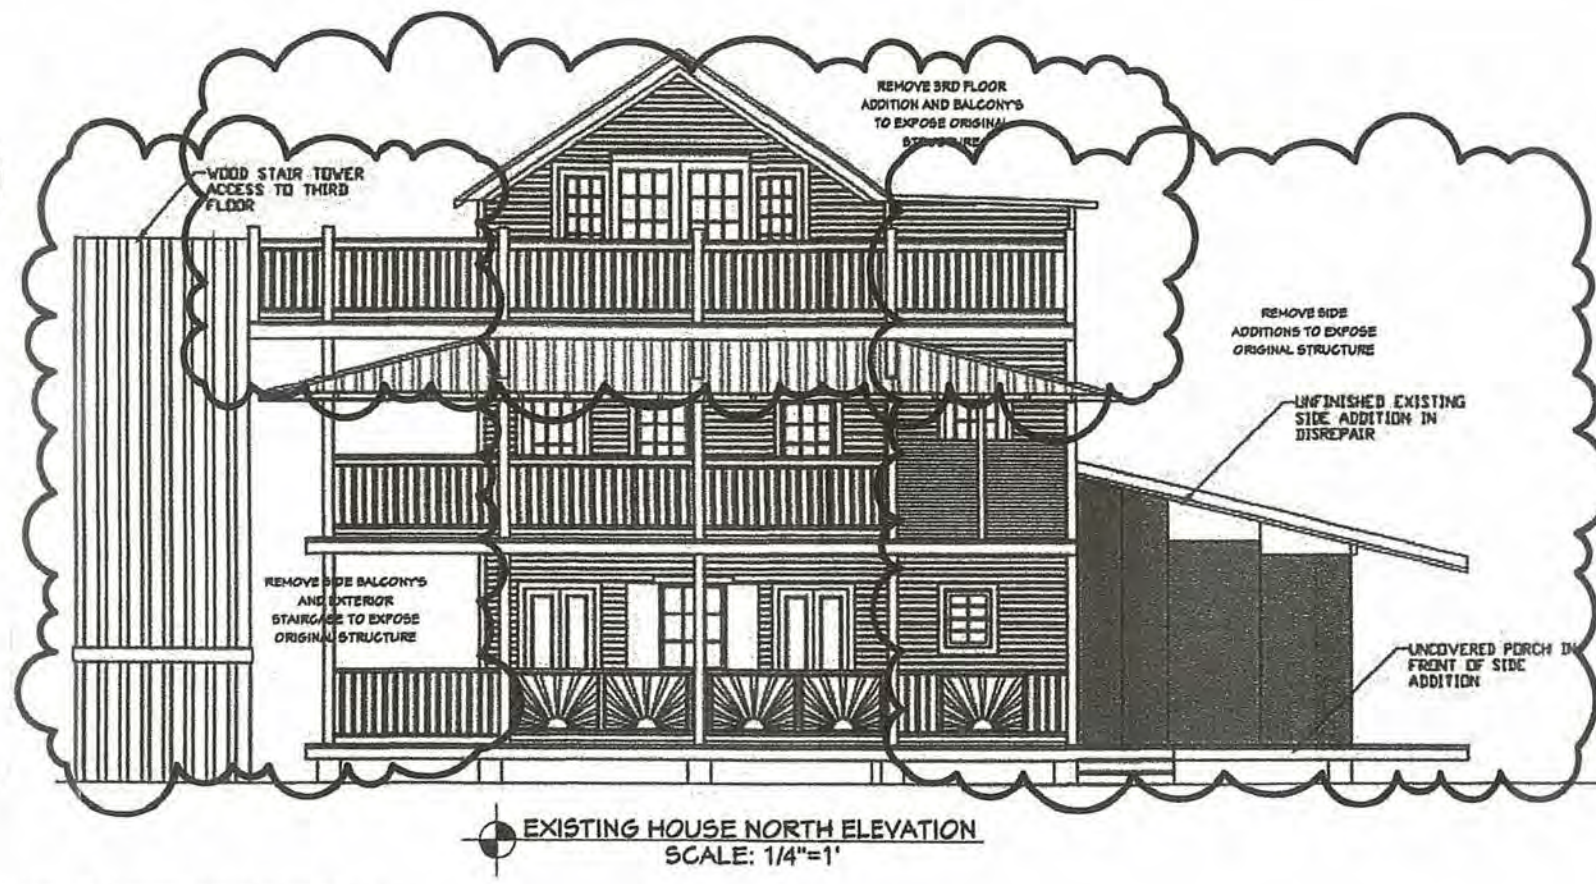 REMOVE 3RD FLOOR
ADDITION AND BALCONY'S
TO EXPOSE ORIGINAL
STRUCTURE
WOOD STAIR TOWER
ACCESS TO THIRD
FLOOR
REMOVE SIDE
ADDITIONS TO EXPOSE
ORIGINAL STRUCTURE
UNFINISHED EXISTING
SIDE ADDITION IN
DISREPAIR
REMOVE SIDE BALCONY'S
AND EXTERIOR
STAIRCASE TO EXPOSE
ORIGINAL STRUCTURE
UNCOVERED PORCH IN
FRONT OF SIDE
ADDITION
EXISTING HOUSE NORTH ELEVATION
SCALE: 1/4"=1'